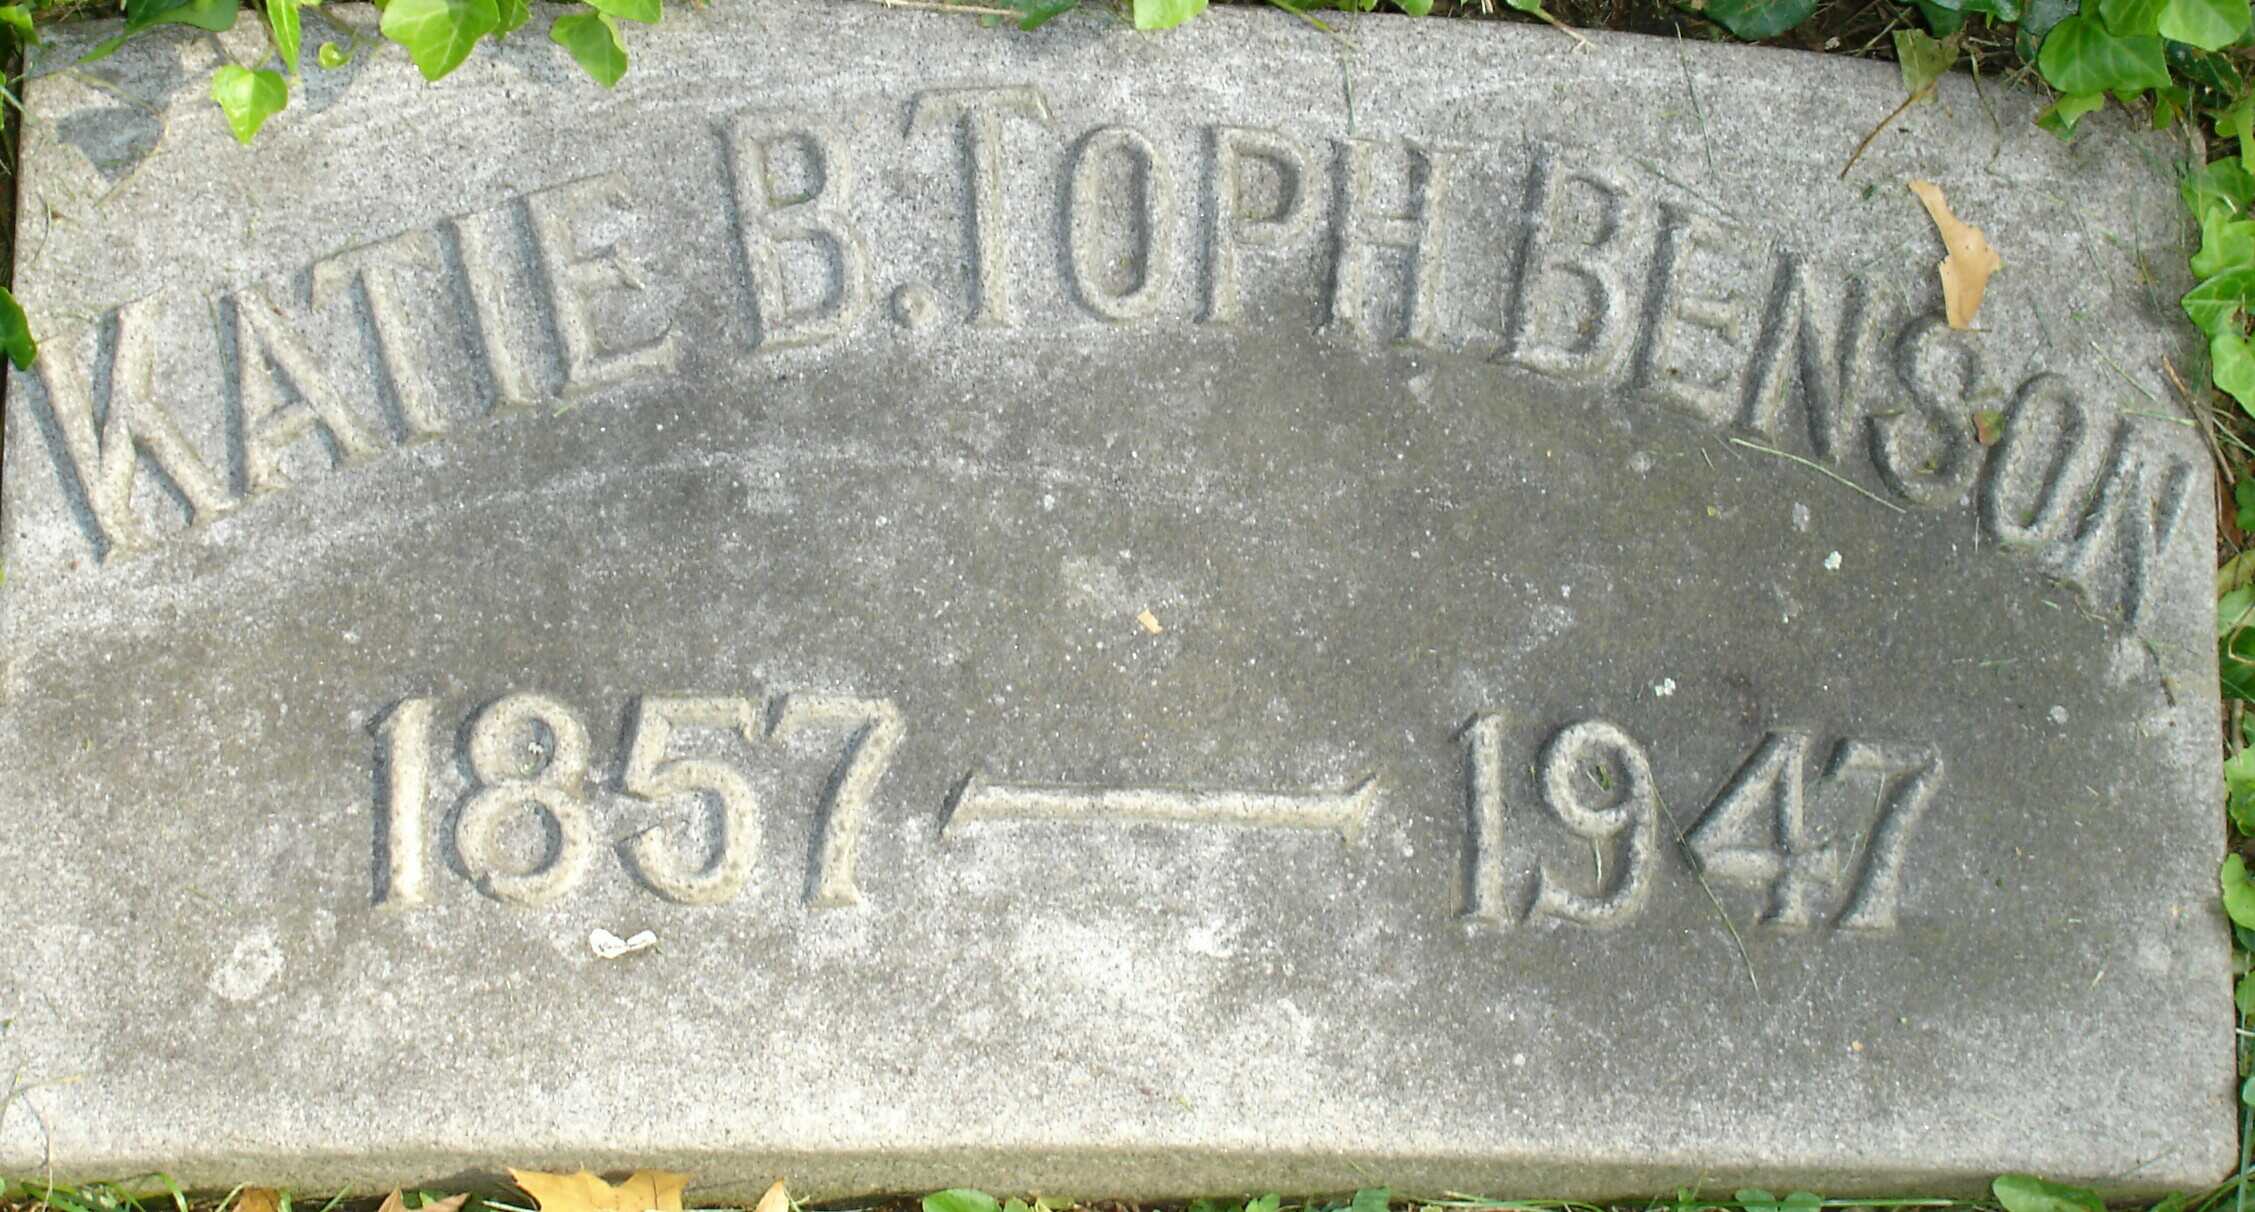 KATIE B. TOPH BENSON
1857 — 1947